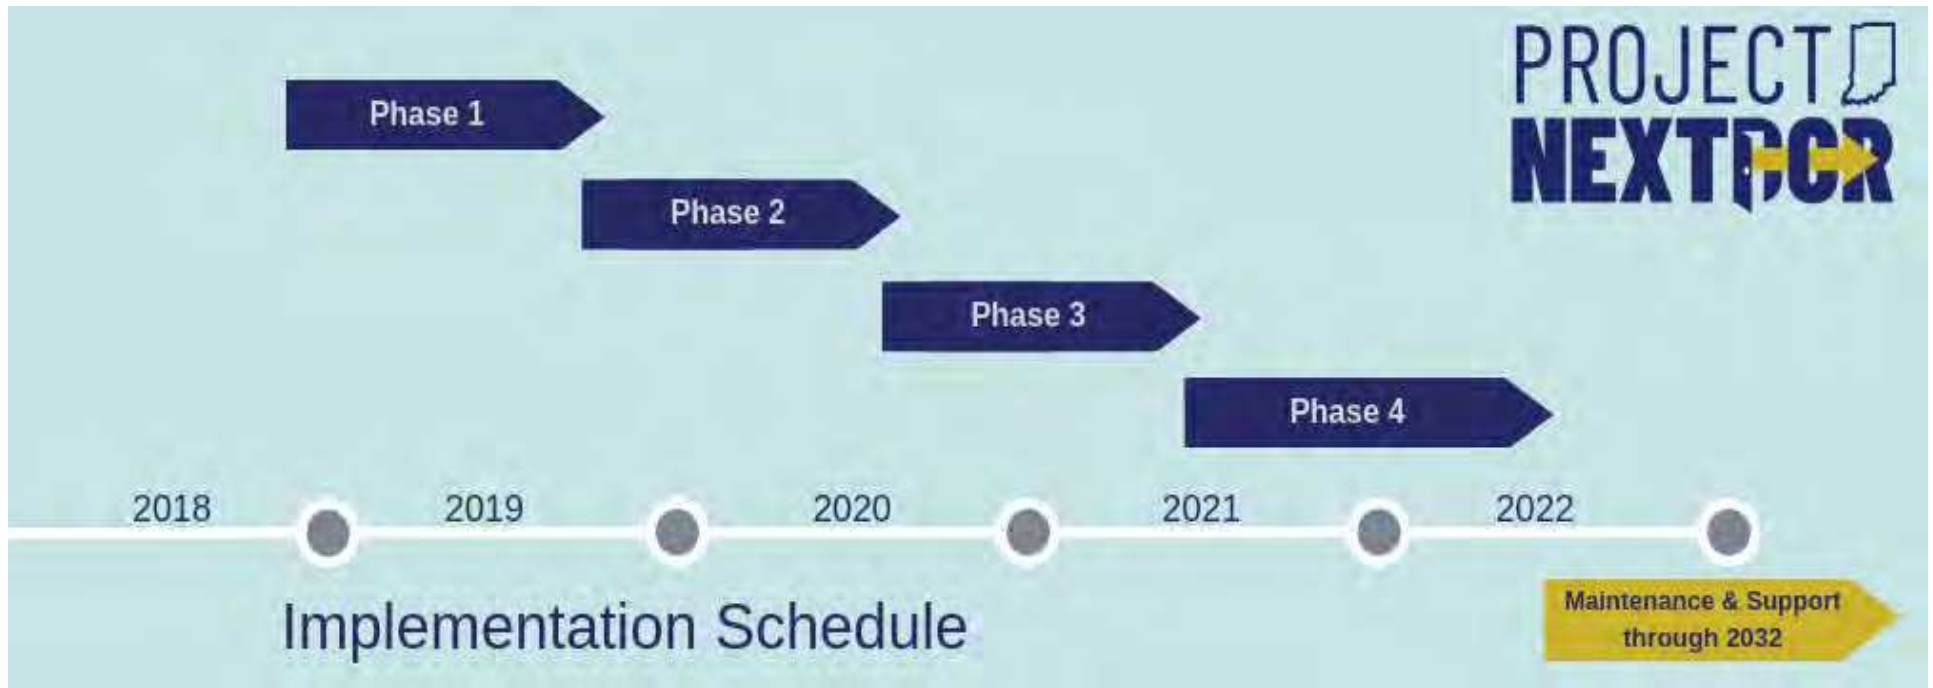 PROJECT
NEXTDOR
Phase 1
Phase 2
Phase 3
Phase 4
2018 2019 2020 2021 2022
Implementation Schedule
Maintenance & Support
through 2032